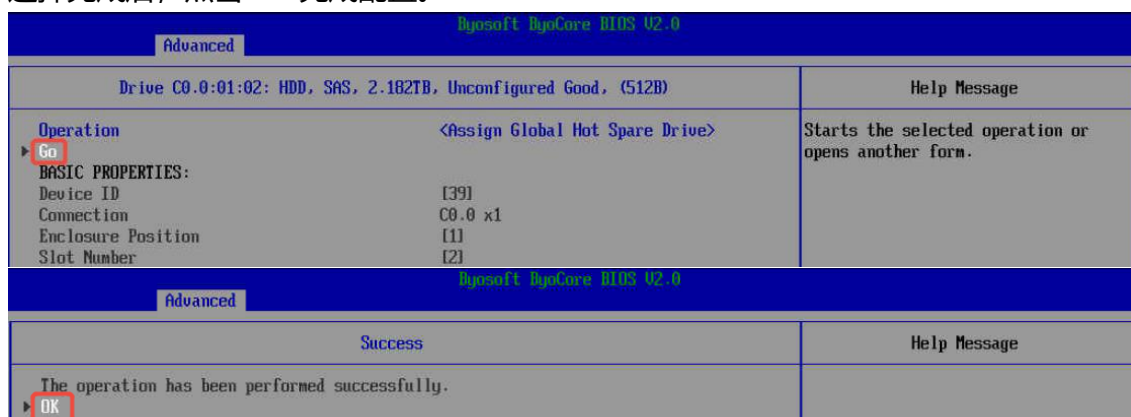 Byosoft ByoCore BIOS V2.0
Advanced
Drive C0.0:01:02: HDD, SAS, 2.182TB, Unconfigured Good, (512B)
Help Message
Operation <Assign Global Hot Spare Drive>
Starts the selected operation or
opens another form.
Go
BASIC PROPERTIES:
Device ID [39]
Connection C0.0 x1
Enclosure Position [1]
Slot Number [2]
Byosoft ByoCore BIOS V2.0
Advanced
Success
Help Message
The operation has been performed successfully.
OK